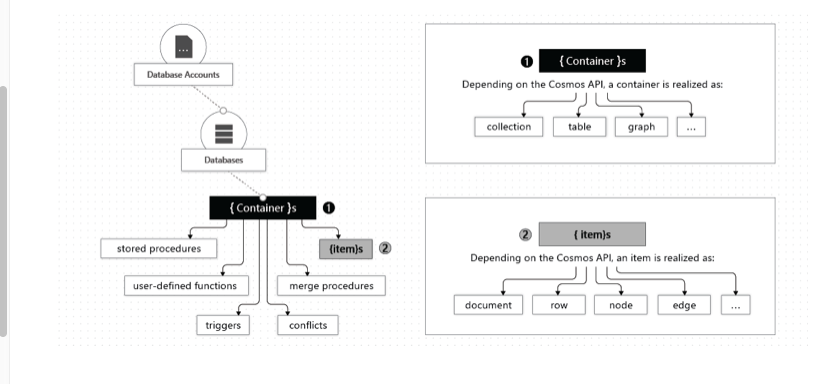 ...
Database Accounts
Databases
{ Container }s 1
stored procedures
{item}s 2
user-defined functions
merge procedures
triggers
conflicts
1 { Container }s
Depending on the Cosmos API, a container is realized as:
collection
table
graph
...
2 { item}s
Depending on the Cosmos API, an item is realized as:
document
row
node
edge
...